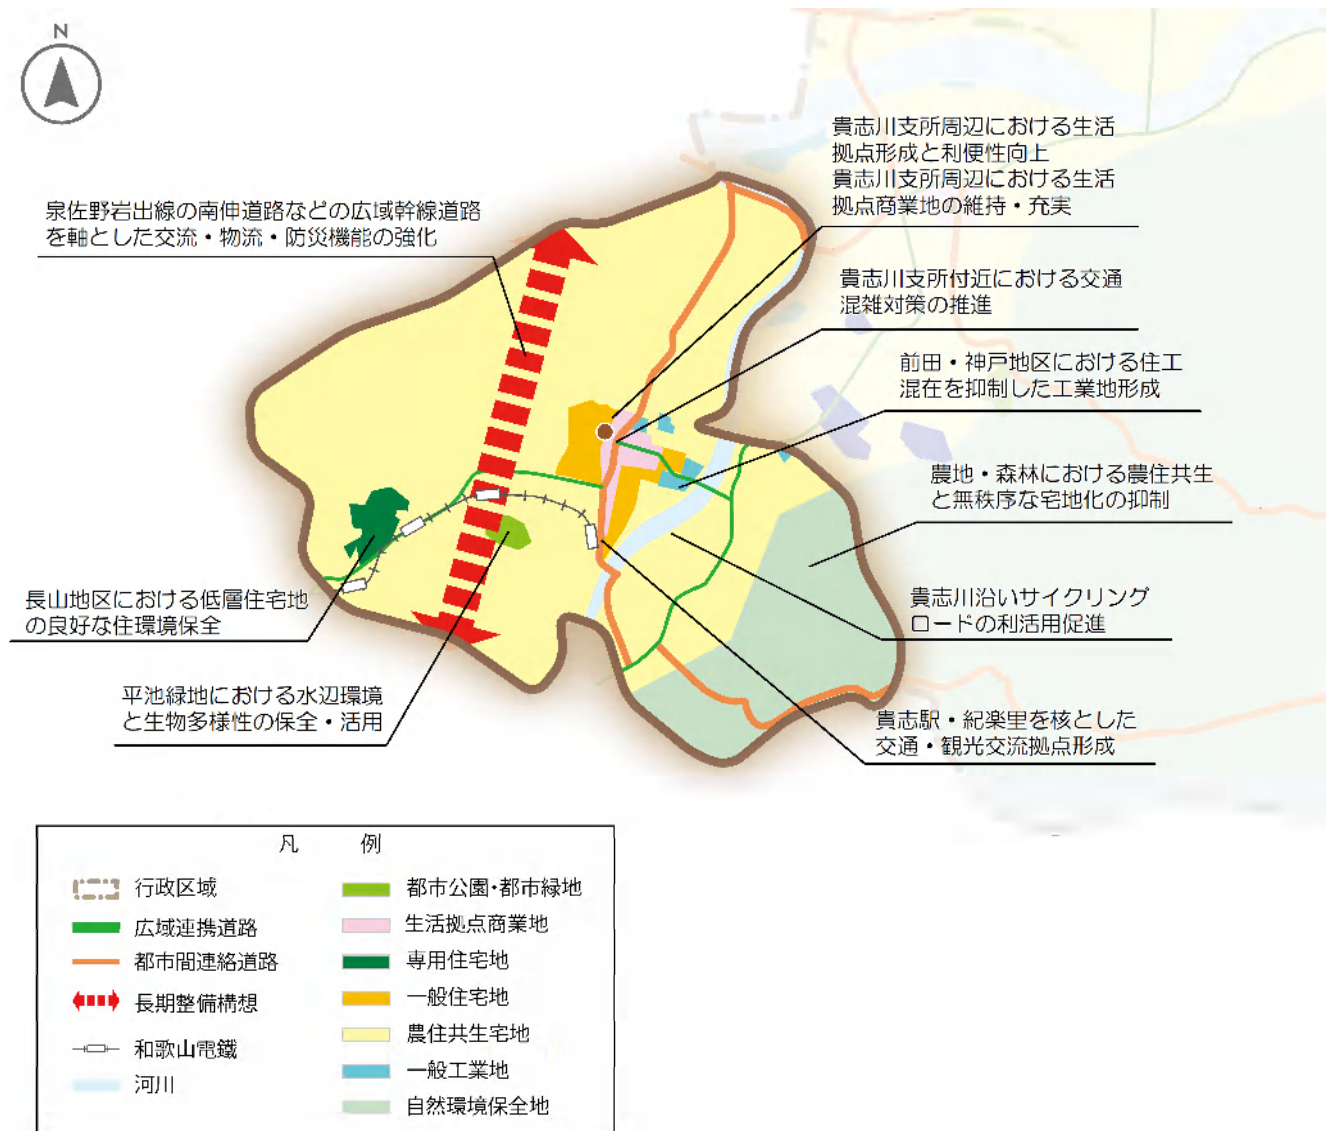 N
貴志川支所周辺における生活
拠点形成と利便性向上
貴志川支所周辺における生活
拠点商業地の維持・充実
泉佐野岩出線の南伸道路などの広域幹線道路
を軸とした交流・物流・防災機能の強化
貴志川支所付近における交通
混雑対策の推進
前田・神戸地区における住工
混在を抑制した工業地形成
農地・森林における農住共生
と無秩序な宅地化の抑制
長山地区における低層住宅地
の良好な住環境保全
貴志川沿いサイクリング
ロードの利活用促進
平池緑地における水辺環境
と生物多様性の保全・活用
貴志駅・紀楽里を核とした
交通・観光交流拠点形成
凡 例
行政区域
広域連携道路
都市間連絡道路
長期整備構想
和歌山電鐵
河川
都市公園・都市緑地
生活拠点商業地
専用住宅地
一般住宅地
農住共生宅地
一般工業地
自然環境保全地